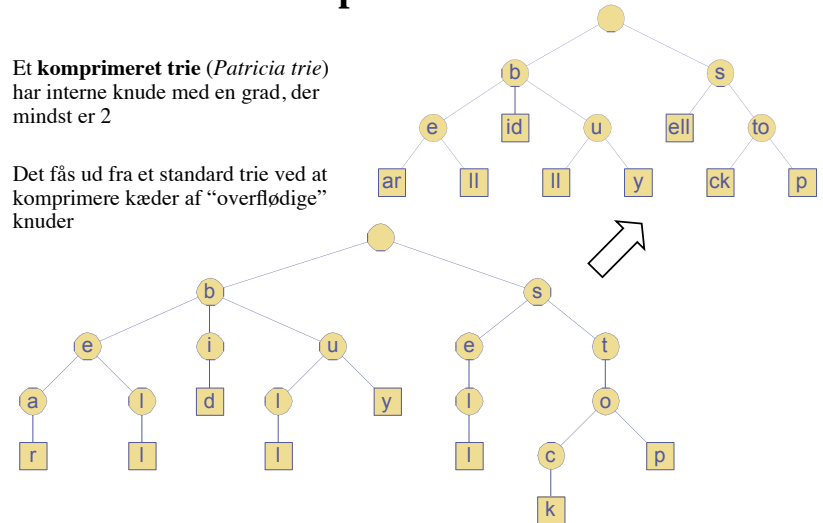 Et komprimeret trie (Patricia trie)
har interne knude med en grad, der
mindst er 2
Det fås ud fra et standard trie ved at
komprimere kæder af “overflødige”
knuder
b s
e id u ell to
ar ll ll y ck p
b s
e i u e t
a l d l y l o
r l l l c p
k